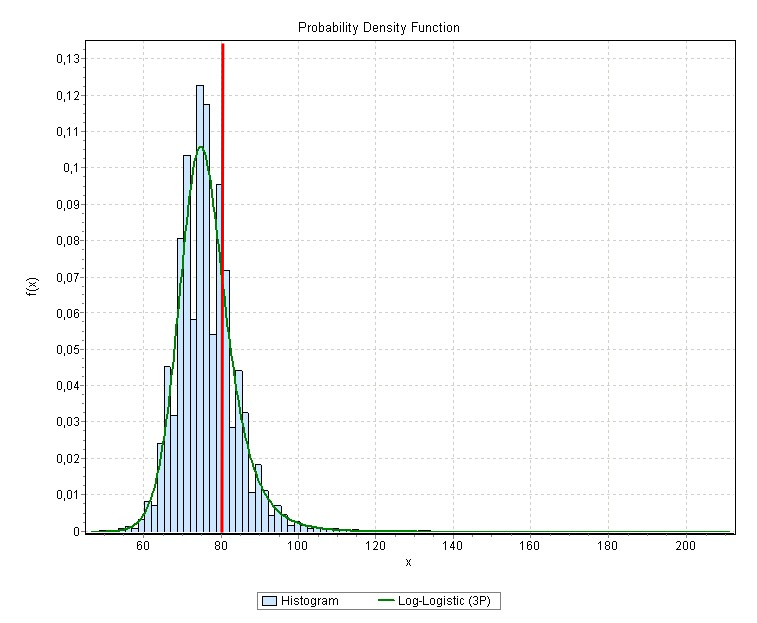 Probability Density Function
0,13
0,12
0,11
0,1
0,09
0,08
0,07
0,06
0,05
0,04
0,03
0,02
0,01
0
f(x)
60 80 100 120 140 160 180 200
x
Histogram Log-Logistic (3P)